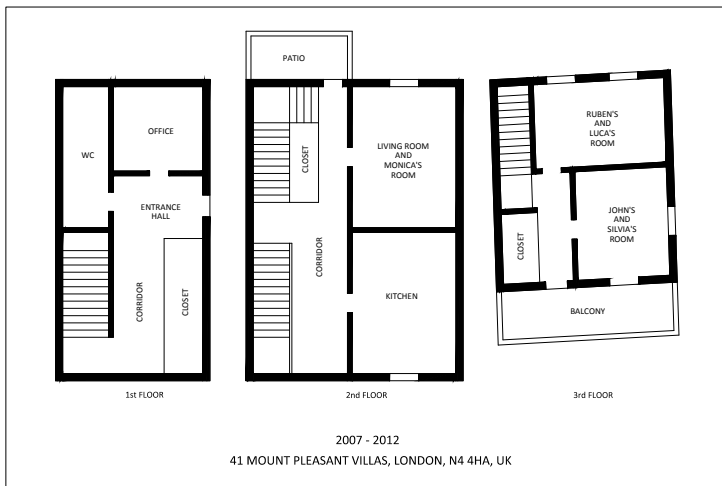 PATIO
OFFICE
WC
ENTRANCE
HALL
CORRIDOR
CLOSET
1st FLOOR
CLOSET
LIVING ROOM
AND
MONICA'S
ROOM
CORRIDOR
KITCHEN
2nd FLOOR
RUBEN'S
AND
LUCA'S
ROOM
JOHN'S
AND
SILVIA'S
ROOM
CLOSET
BALCONY
3rd FLOOR
2007 - 2012
41 MOUNT PLEASANT VILLAS, LONDON, N4 4HA, UK